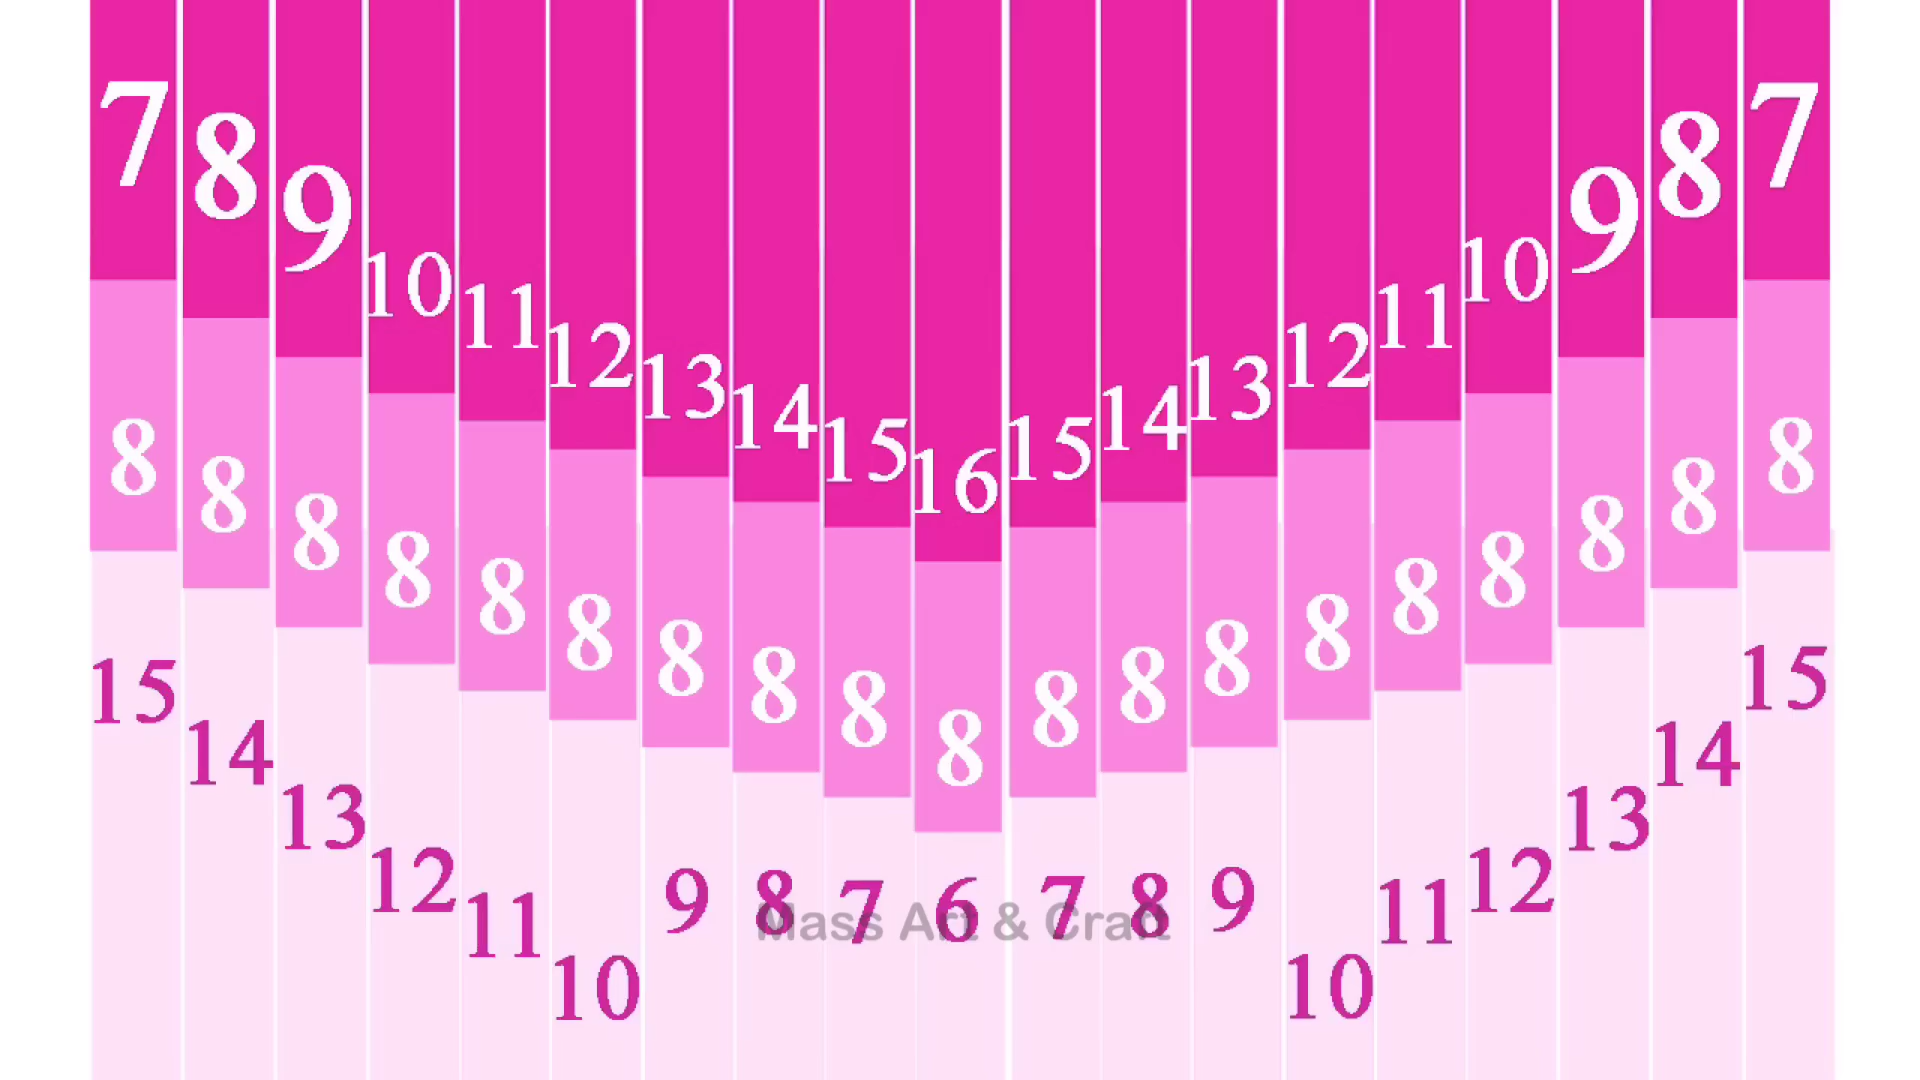 7 8 9 10 11 12 13 14 15 16 15 14 13 12 11 10 9 8 7
8 8 8 8 8 8 8 8 8 8 8 8 8 8 8 8 8 8 8
15 14 13 12 11 10 9 8 7 6 7 8 9 10 11 12 13 14 15
Mass Art & Craft